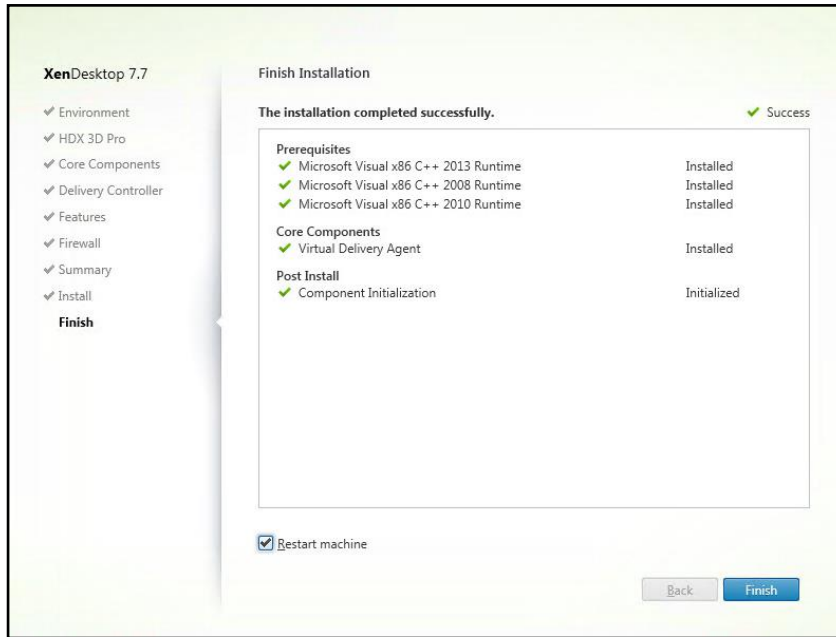 XenDesktop 7.7
Environment
HDX 3D Pro
Core Components
Delivery Controller
Features
Firewall
Summary
Install
Finish
Finish Installation
The installation completed successfully. Success
Prerequisites
Microsoft Visual x86 C++ 2013 Runtime Installed
Microsoft Visual x86 C++ 2008 Runtime Installed
Microsoft Visual x86 C++ 2010 Runtime Installed
Core Components
Virtual Delivery Agent Installed
Post Install
Component Initialization Initialized
Restart machine
Back Finish